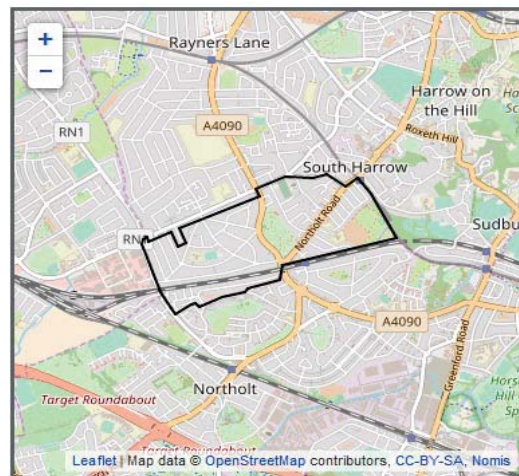 +
−
Rayners Lane
Harrow on
the Hill
RN1
A4090
Roxeth Hill
South Harrow
Northolt Road
Sudbu
A4090
Greenford Road
Northolt
Target Roundabout
Target Roundabout
Leaflet | Map data © OpenStreetMap contributors, CC-BY-SA, Nomis